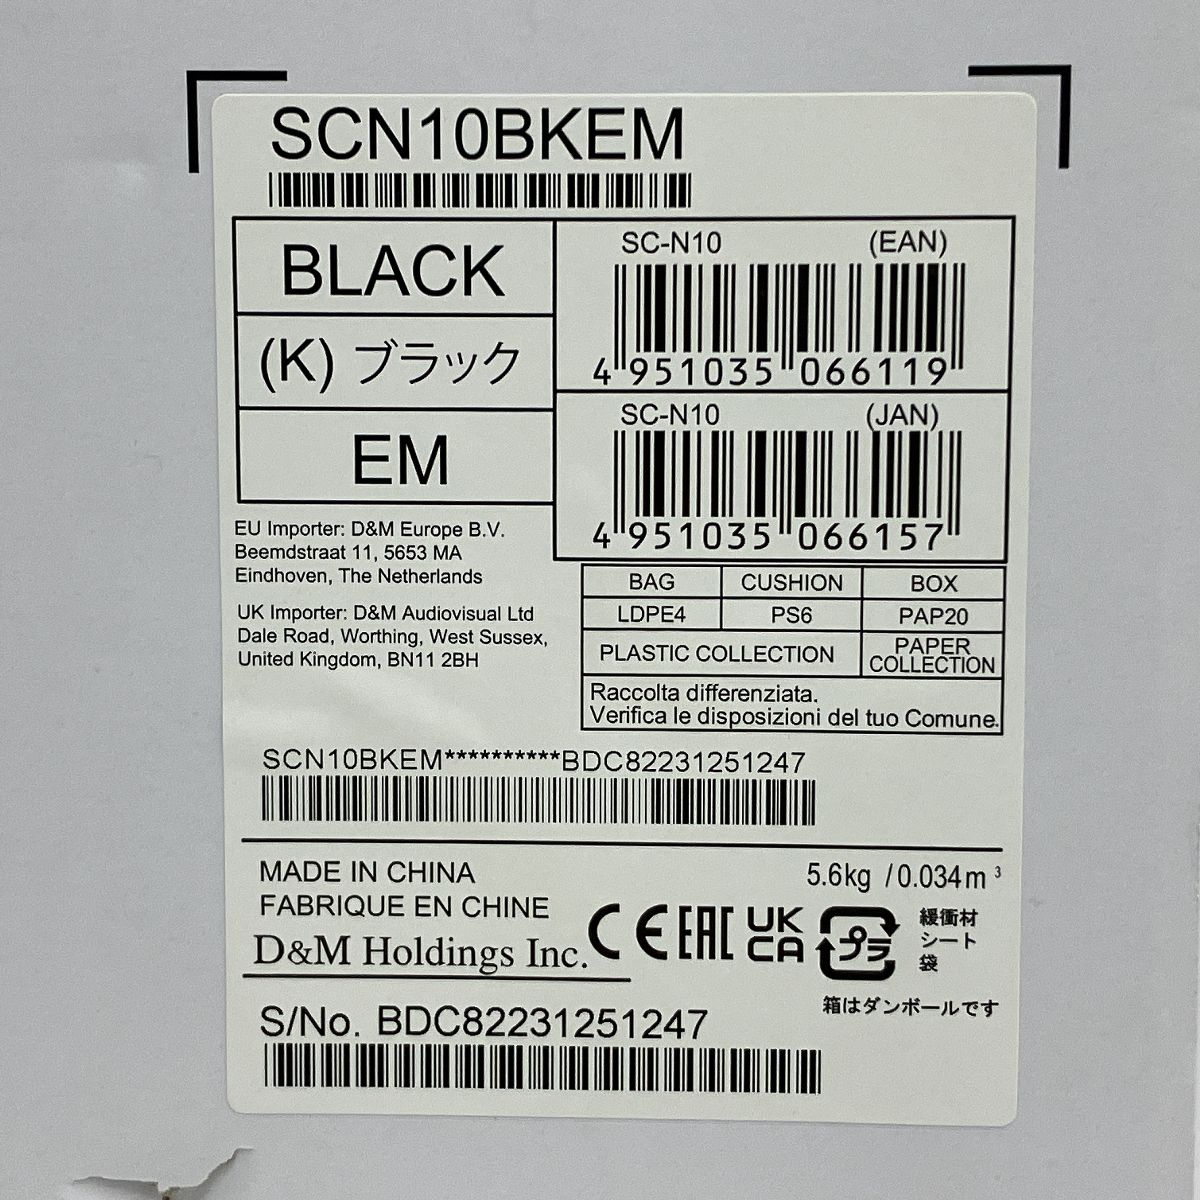 SCN10BKEM
BLACK
(K) ブラック
EM
SC-N10 (EAN)
4 951035 066119
SC-N10 (JAN)
4 951035 066157
EU Importer: D&M Europe B.V.
Beemdstraat 11, 5653 MA
Eindhoven, The Netherlands
UK Importer: D&M Audiovisual Ltd
Dale Road, Worthing, West Sussex,
United Kingdom, BN11 2BH
BAG CUSHION BOX
LDPE4 PS6 PAP20
PLASTIC COLLECTION PAPER COLLECTION
Raccolta differenziata.
Verifica le disposizioni del tuo Comune.
SCN10BKEM**********BDC82231251247
MADE IN CHINA
FABRIQUE EN CHINE
D&M Holdings Inc.
5.6kg / 0.034m³
CE EAC UKCA プラ
緩衝材
シート
袋
箱はダンボールです
S/No. BDC82231251247